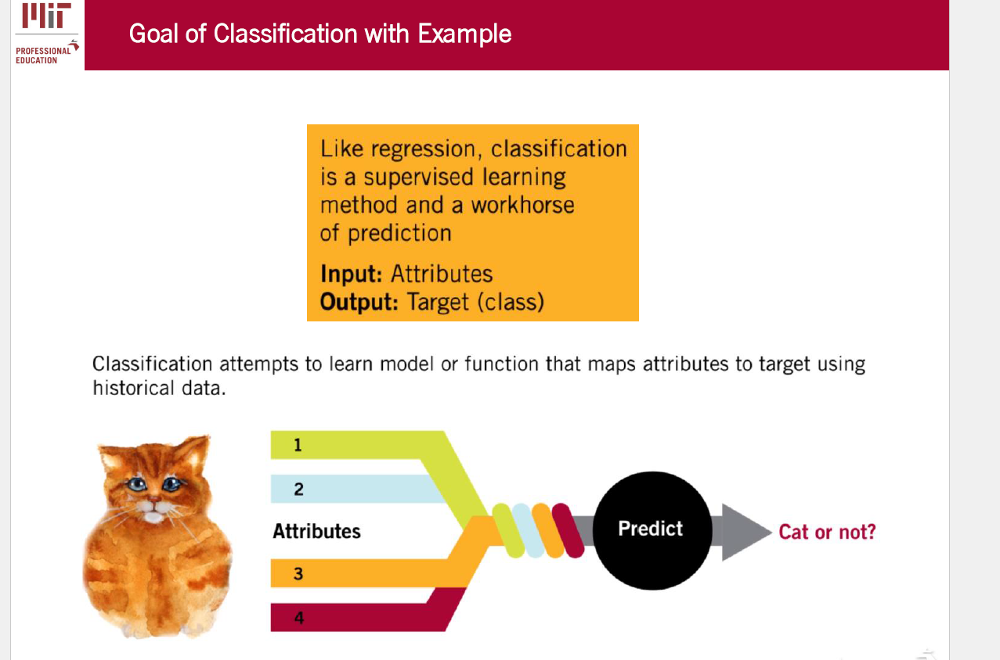 MIT
PROFESSIONAL
EDUCATION
Goal of Classification with Example
Like regression, classification
is a supervised learning
method and a workhorse
of prediction
Input: Attributes
Output: Target (class)
Classification attempts to learn model or function that maps attributes to target using
historical data.
1
2
Attributes
3
4
Predict
Cat or not?